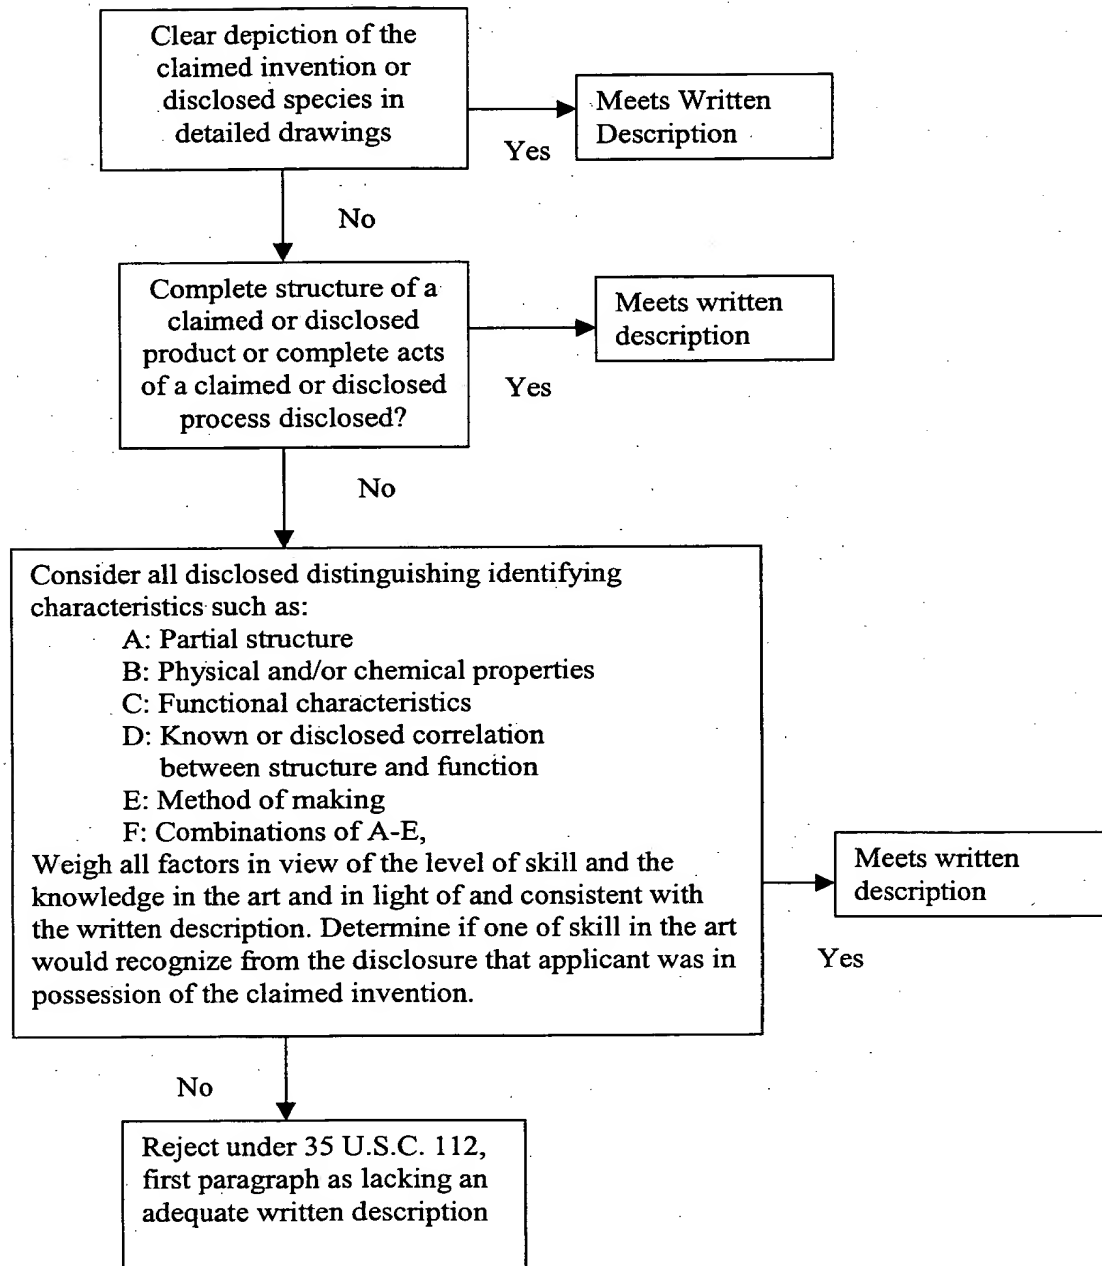 Clear depiction of the
claimed invention or
disclosed species in
detailed drawings
Meets Written
Description
Yes
No
Complete structure of a
claimed or disclosed
product or complete acts
of a claimed or disclosed
process disclosed?
Meets written
description
Yes
No
Consider all disclosed distinguishing identifying
characteristics such as:
A: Partial structure
B: Physical and/or chemical properties
C: Functional characteristics
D: Known or disclosed correlation
between structure and function
E: Method of making
F: Combinations of A-E,
Weigh all factors in view of the level of skill and the
knowledge in the art and in light of and consistent with
the written description. Determine if one of skill in the art
would recognize from the disclosure that applicant was in
possession of the claimed invention.
Meets written
description
Yes
No
Reject under 35 U.S.C. 112,
first paragraph as lacking an
adequate written description